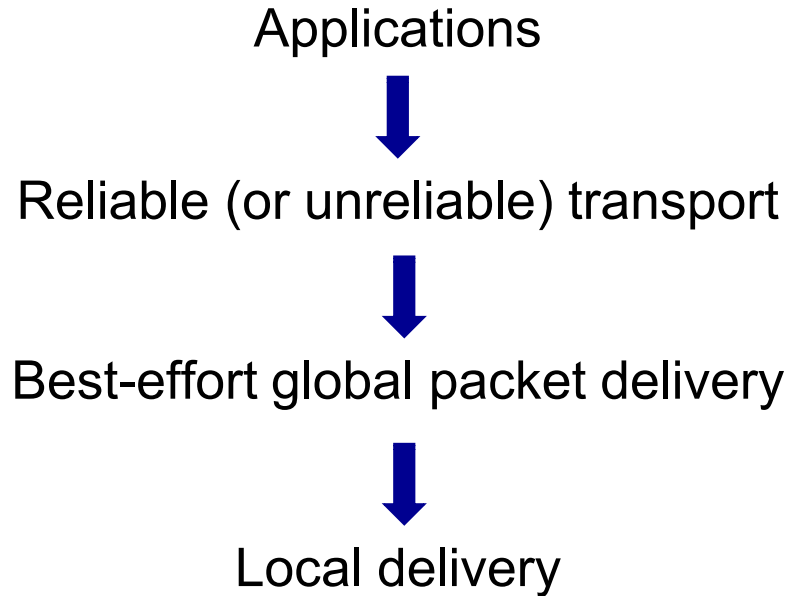 Applications
Reliable (or unreliable) transport
Best-effort global packet delivery
Local delivery